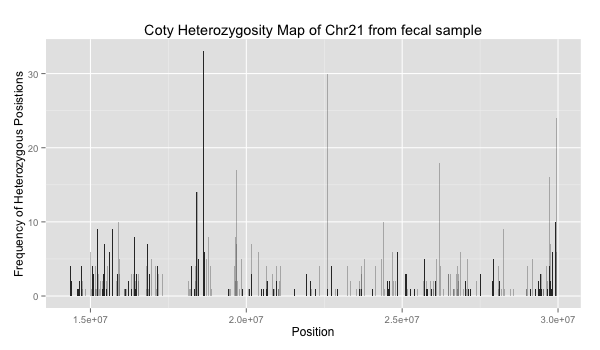 Coty Heterozygosity Map of Chr21 from fecal sample
Frequency of Heterozygous Posistions
30
20
10
0
1.5e+07 2.0e+07 2.5e+07 3.0e+07
Position